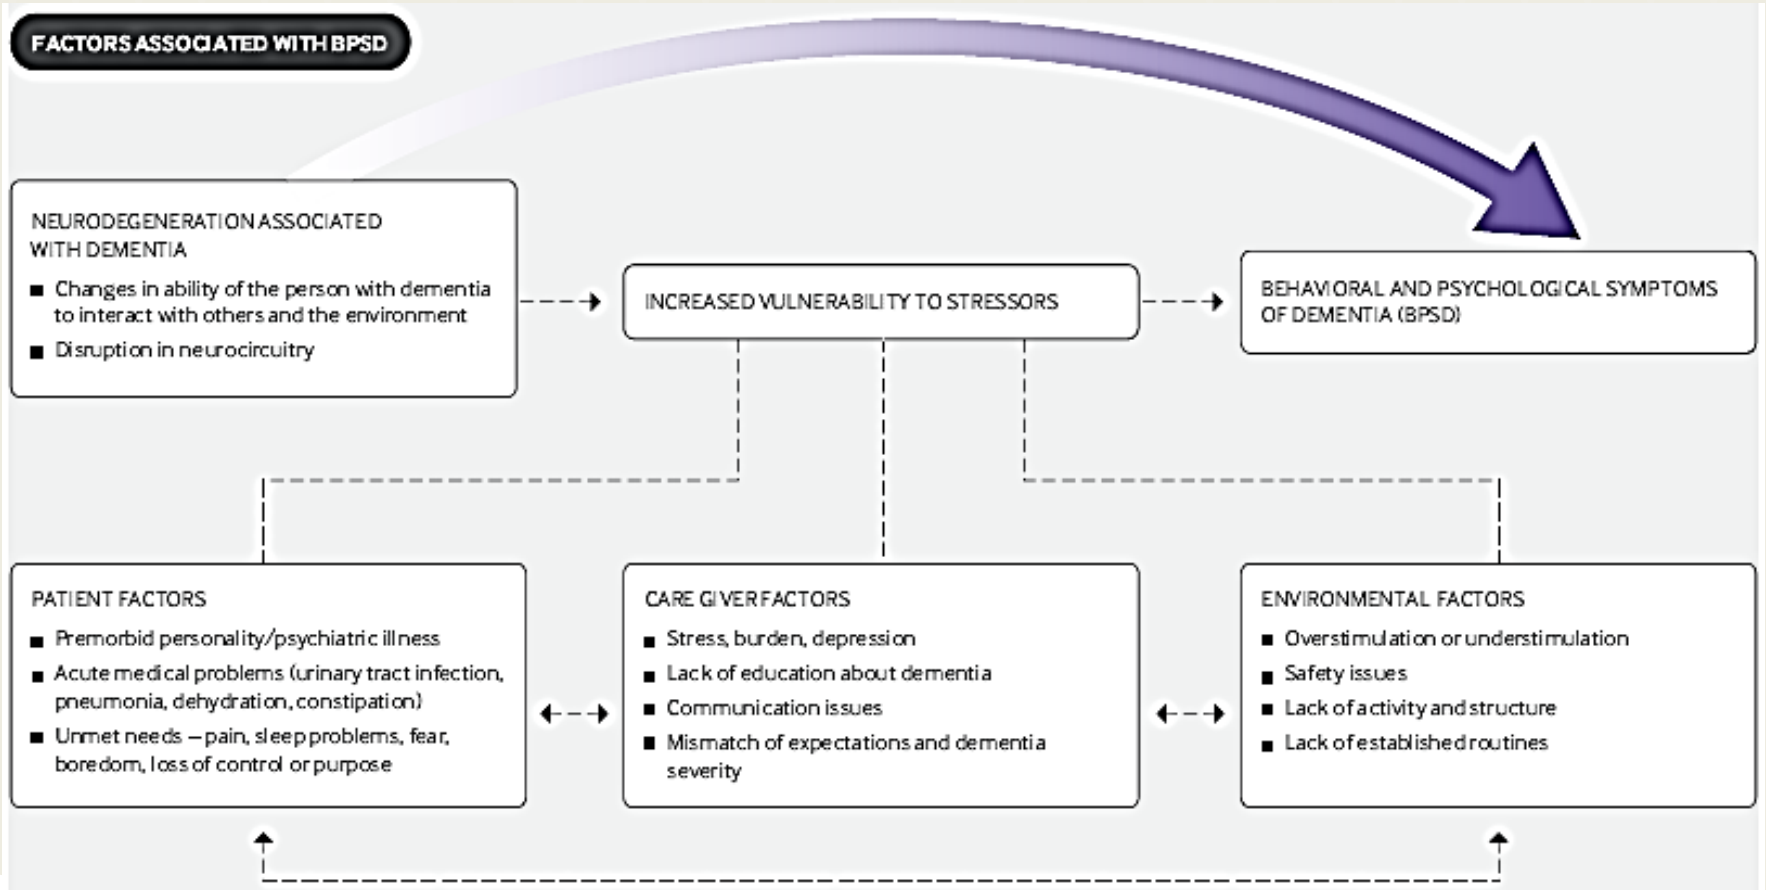 FACTORS ASSOCIATED WITH BPSD
NEURODEGENERATION ASSOCIATED
WITH DEMENTIA
■ Changes in ability of the person with dementia
to interact with others and the environment
■ Disruption in neurocircuitry
INCREASED VULNERABILITY TO STRESSORS
BEHAVIORAL AND PSYCHOLOGICAL SYMPTOMS
OF DEMENTIA (BPSD)
PATIENT FACTORS
■ Premorbid personality/psychiatric illness
■ Acute medical problems (urinary tract infection,
pneumonia, dehydration, constipation)
■ Unmet needs – pain, sleep problems, fear,
boredom, loss of control or purpose
CARE GIVER FACTORS
■ Stress, burden, depression
■ Lack of education about dementia
■ Communication issues
■ Mismatch of expectations and dementia
severity
ENVIRONMENTAL FACTORS
■ Overstimulation or understimulation
■ Safety issues
■ Lack of activity and structure
■ Lack of established routines